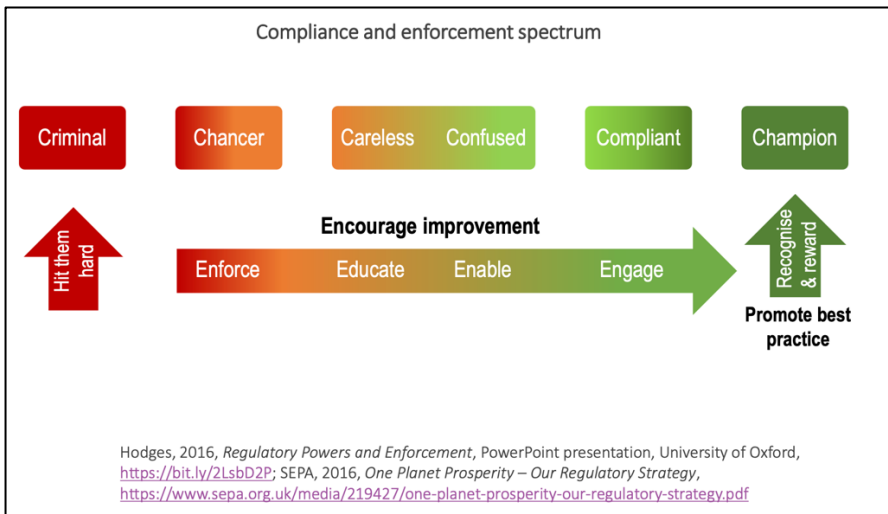 Compliance and enforcement spectrum
Criminal
Chancer
Careless Confused
Compliant
Champion
Hit them
hard
Encourage improvement
Enforce Educate Enable Engage
Recognise
& reward
Promote best
practice
Hodges, 2016, Regulatory Powers and Enforcement, PowerPoint presentation, University of Oxford,
https://bit.ly/2LsbD2P; SEPA, 2016, One Planet Prosperity – Our Regulatory Strategy,
https://www.sepa.org.uk/media/219427/one-planet-prosperity-our-regulatory-strategy.pdf